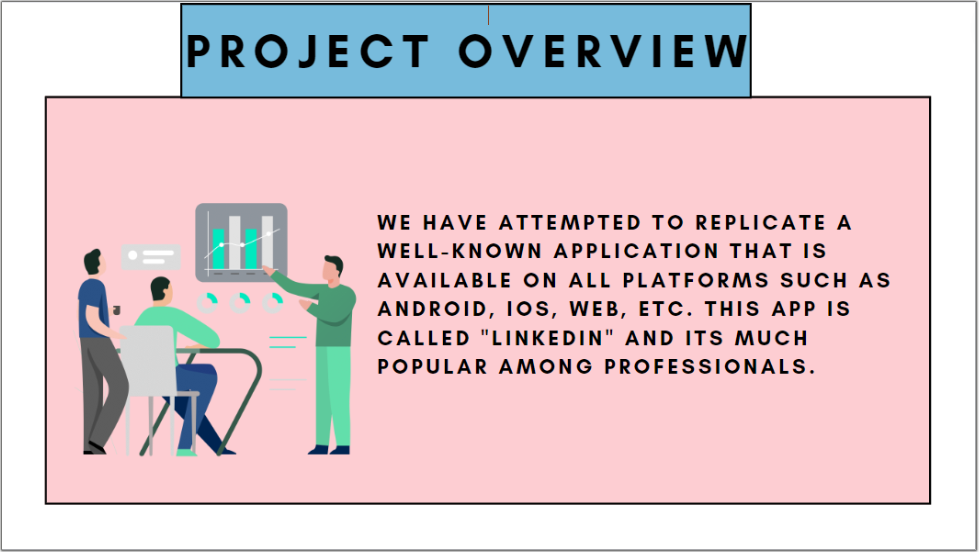 PROJECT OVERVIEW
WE HAVE ATTEMPTED TO REPLICATE A
WELL-KNOWN APPLICATION THAT IS
AVAILABLE ON ALL PLATFORMS SUCH AS
ANDROID, IOS, WEB, ETC. THIS APP IS
CALLED "LINKEDIN" AND ITS MUCH
POPULAR AMONG PROFESSIONALS.